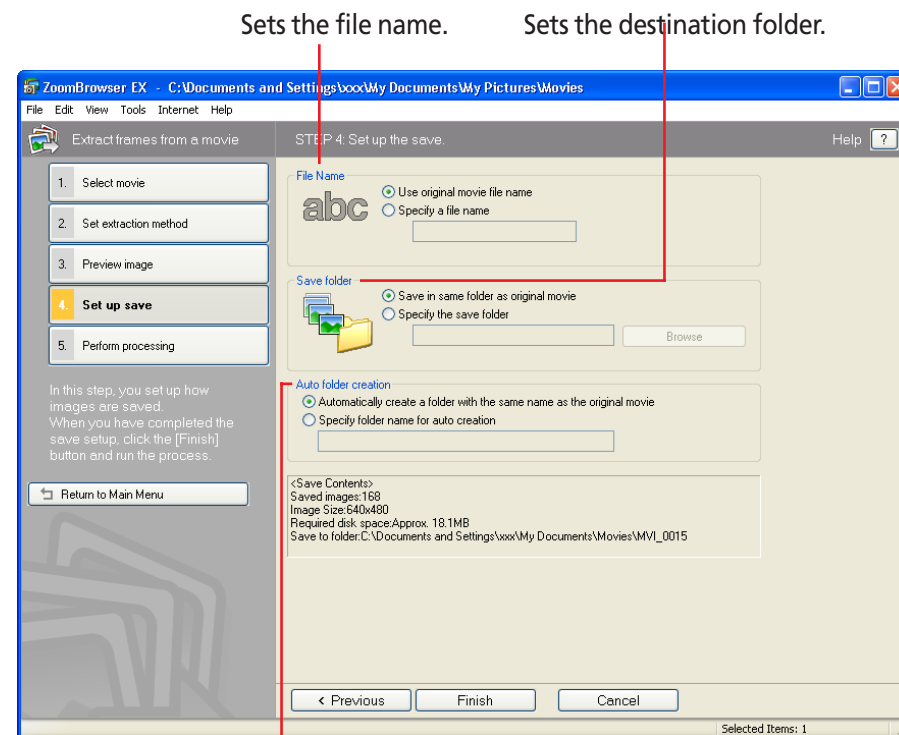 Sets the file name. Sets the destination folder.
ZoomBrowser EX - C:\Documents and Settings\xxx\My Documents\My Pictures\Movies
File Edit View Tools Internet Help
Extract frames from a movie
STEP 4: Set up the save.
Help ?
1. Select movie
2. Set extraction method
3. Preview image
4. Set up save
5. Perform processing
In this step, you set up how
images are saved.
When you have completed the
save setup, click the [Finish]
button and run the process.
Return to Main Menu
File Name
abc
Use original movie file name
Specify a file name
Save folder
Save in same folder as original movie
Specify the save folder
Browse
Auto folder creation
Automatically create a folder with the same name as the original movie
Specify folder name for auto creation
<Save Contents>
Saved images:168
Image Size:640x480
Required disk space:Approx. 18.1MB
Save to folder:C:\Documents and Settings\xxx\My Documents\Movies\MVI_0015
< Previous Finish Cancel
Selected Items: 1